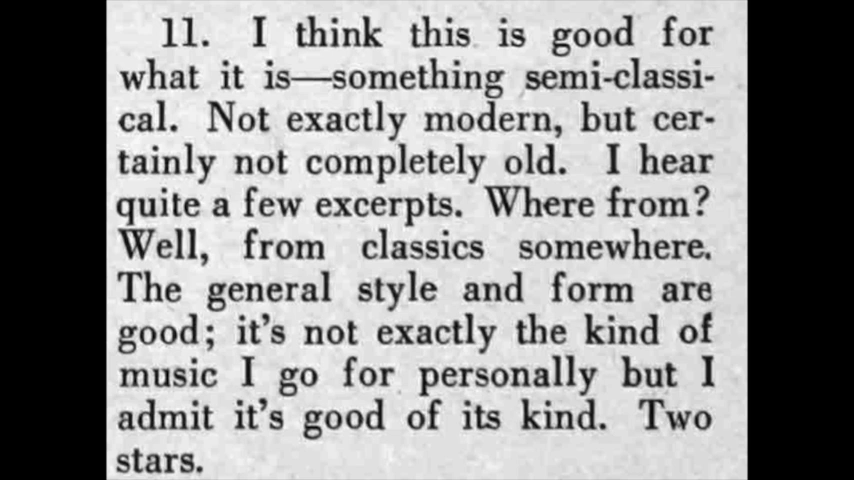 11. I think this is good for
what it is—something semi-classi-
cal. Not exactly modern, but cer-
tainly not completely old. I hear
quite a few excerpts. Where from?
Well, from classics somewhere.
The general style and form are
good; it's not exactly the kind of
music I go for personally but I
admit it's good of its kind. Two
stars.